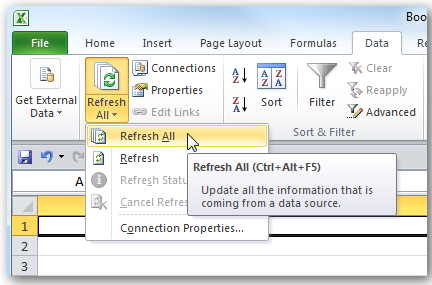 Boo
File Home Insert Page Layout Formulas Data Re
Get External Data
Refresh All
Connections
Properties
Edit Links
A Z
Z A
Sort
Filter
Clear
Reapply
Advanced
Sort & Filter
Refresh All
Refresh
Refresh Statu
Cancel Refre
Connection Properties...
Refresh All (Ctrl+Alt+F5)
Update all the information that is
coming from a data source.
A
1
2
3